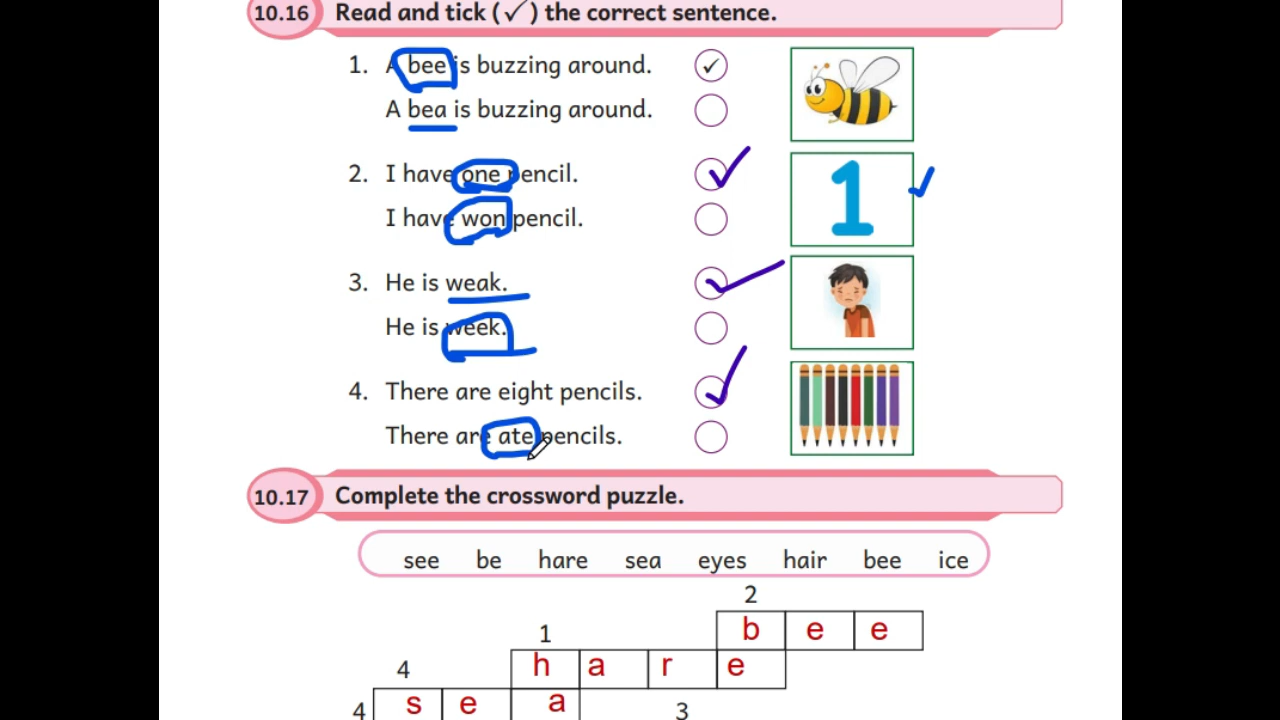 10.16 Read and tick (✓) the correct sentence.
1. A bee is buzzing around. ✓
A bea is buzzing around.
2. I have one pencil. ✓
I have won pencil.
1 ✓
3. He is weak. ✓
He is week.
4. There are eight pencils. ✓
There are ate pencils.
10.17 Complete the crossword puzzle.
see be hare sea eyes hair bee ice
2
b e e
1
h a r e
4
4 s e a 3